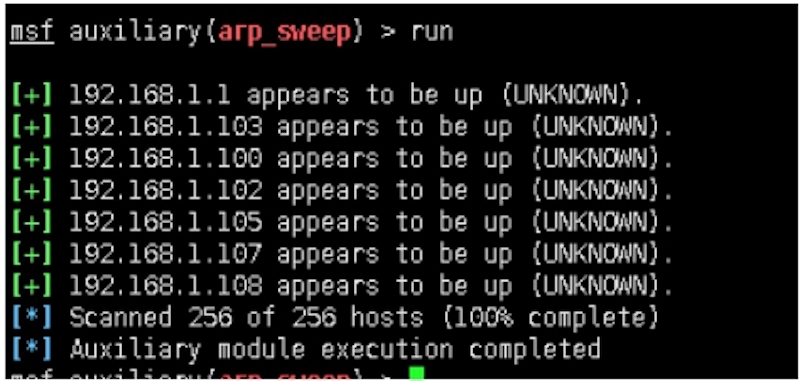 msf auxiliary(arp_sweep) > run
[+] 192.168.1.1 appears to be up (UNKNOWN).
[+] 192.168.1.103 appears to be up (UNKNOWN).
[+] 192.168.1.100 appears to be up (UNKNOWN).
[+] 192.168.1.102 appears to be up (UNKNOWN).
[+] 192.168.1.105 appears to be up (UNKNOWN).
[+] 192.168.1.107 appears to be up (UNKNOWN).
[+] 192.168.1.108 appears to be up (UNKNOWN).
[*] Scanned 256 of 256 hosts (100% complete)
[*] Auxiliary module execution completed
msf auxiliary(arp_sweep) >